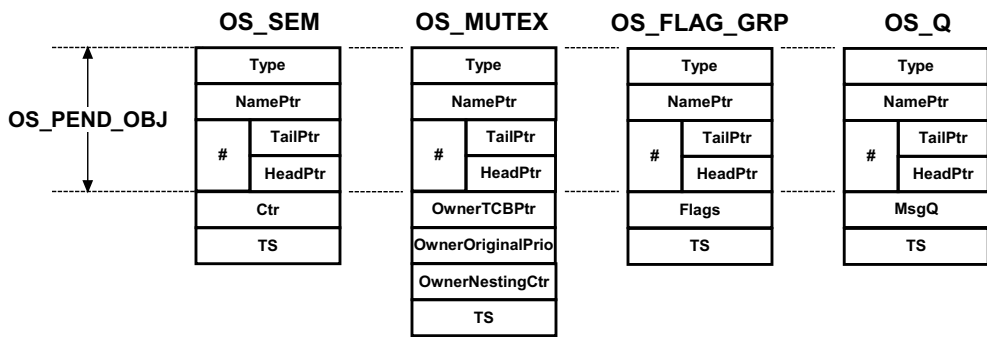 OS_SEM OS_MUTEX OS_FLAG_GRP OS_Q
Type Type Type Type
NamePtr NamePtr NamePtr NamePtr
OS_PEND_OBJ
# TailPtr # TailPtr # TailPtr # TailPtr
HeadPtr HeadPtr HeadPtr HeadPtr
Ctr OwnerTCBPtr Flags MsgQ
TS OwnerOriginalPrio TS TS
OwnerNestingCtr
TS